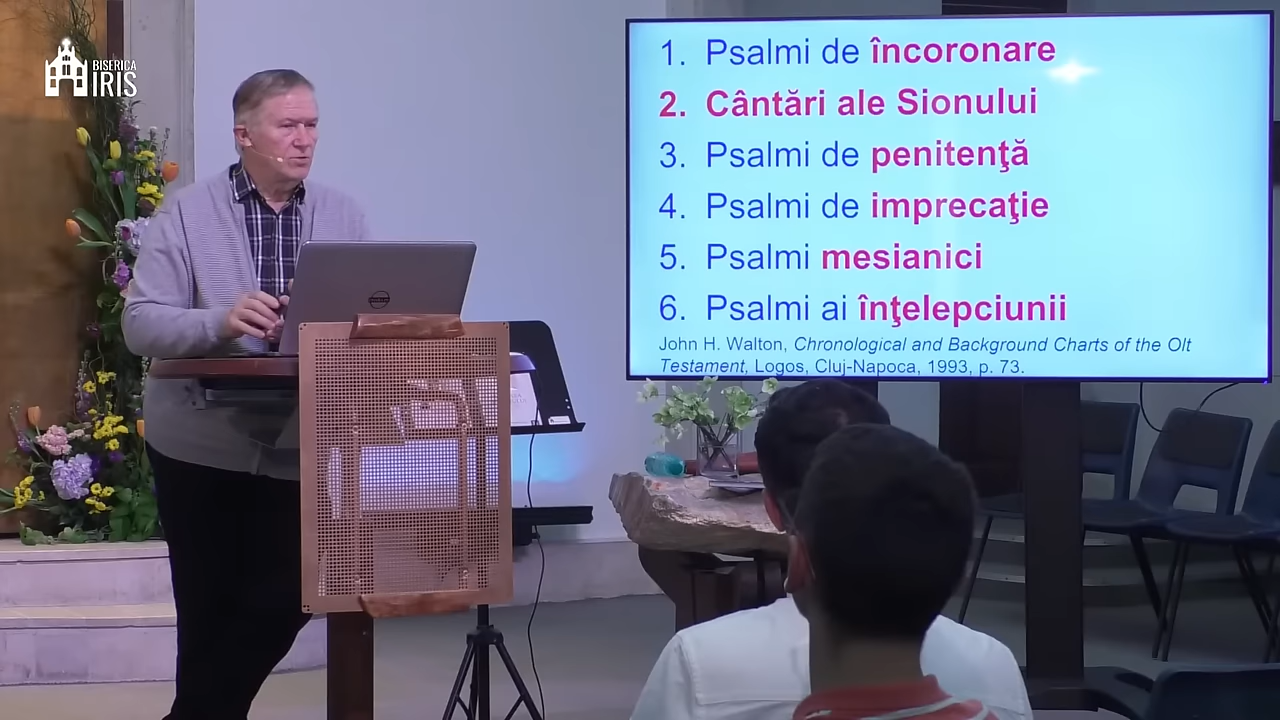 BISERICA
IRIS
1. Psalmi de încoronare
2. Cântări ale Sionului
3. Psalmi de penitenţă
4. Psalmi de imprecaţie
5. Psalmi mesianici
6. Psalmi ai înţelepciunii
John H. Walton, Chronological and Background Charts of the Olt
Testament, Logos, Cluj-Napoca, 1993, p. 73.